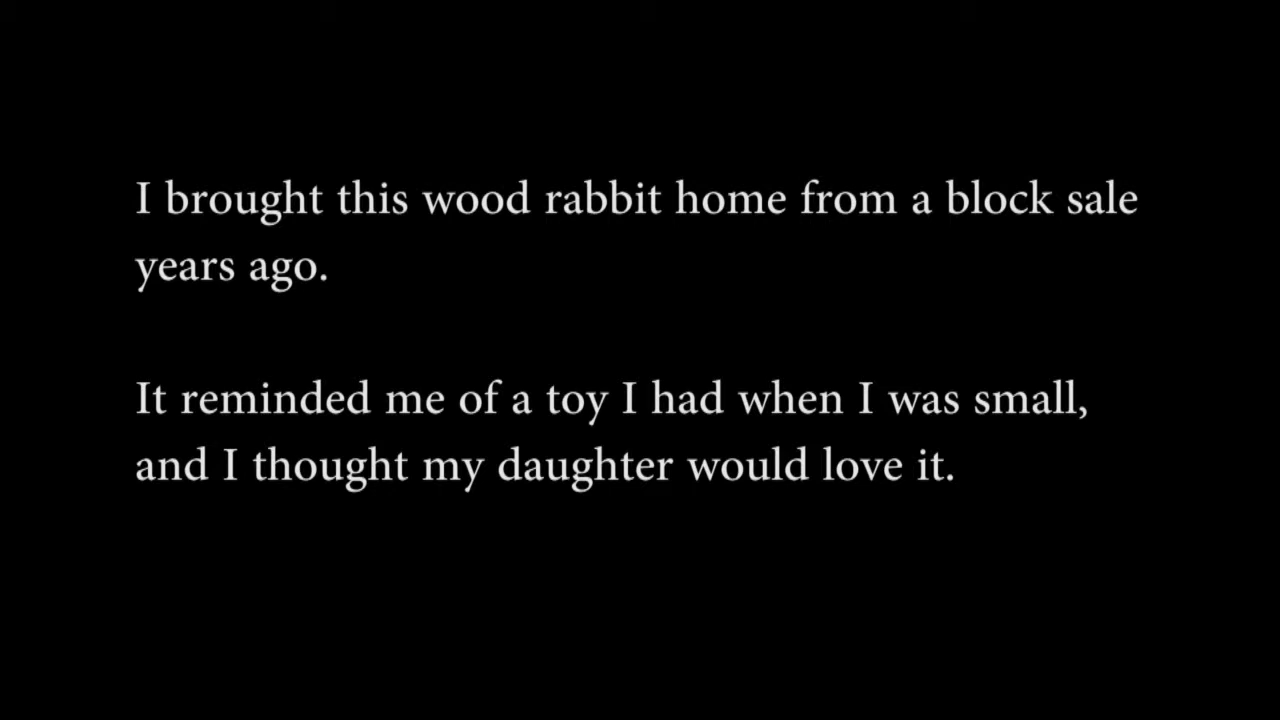 I brought this wood rabbit home from a block sale
years ago.
It reminded me of a toy I had when I was small,
and I thought my daughter would love it.